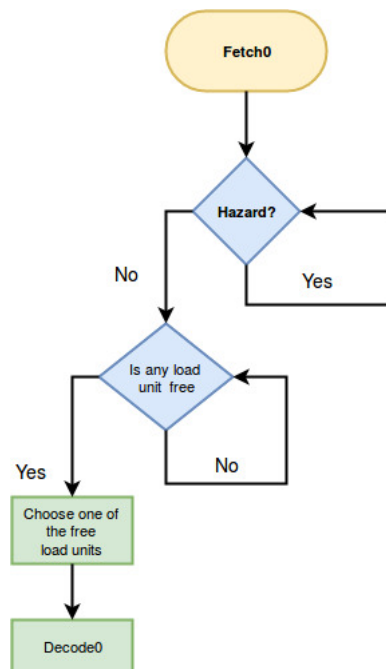 Fetch0
Hazard?
No
Yes
Is any load
unit free
No
Yes
Choose one of
the free
load units
Decode0